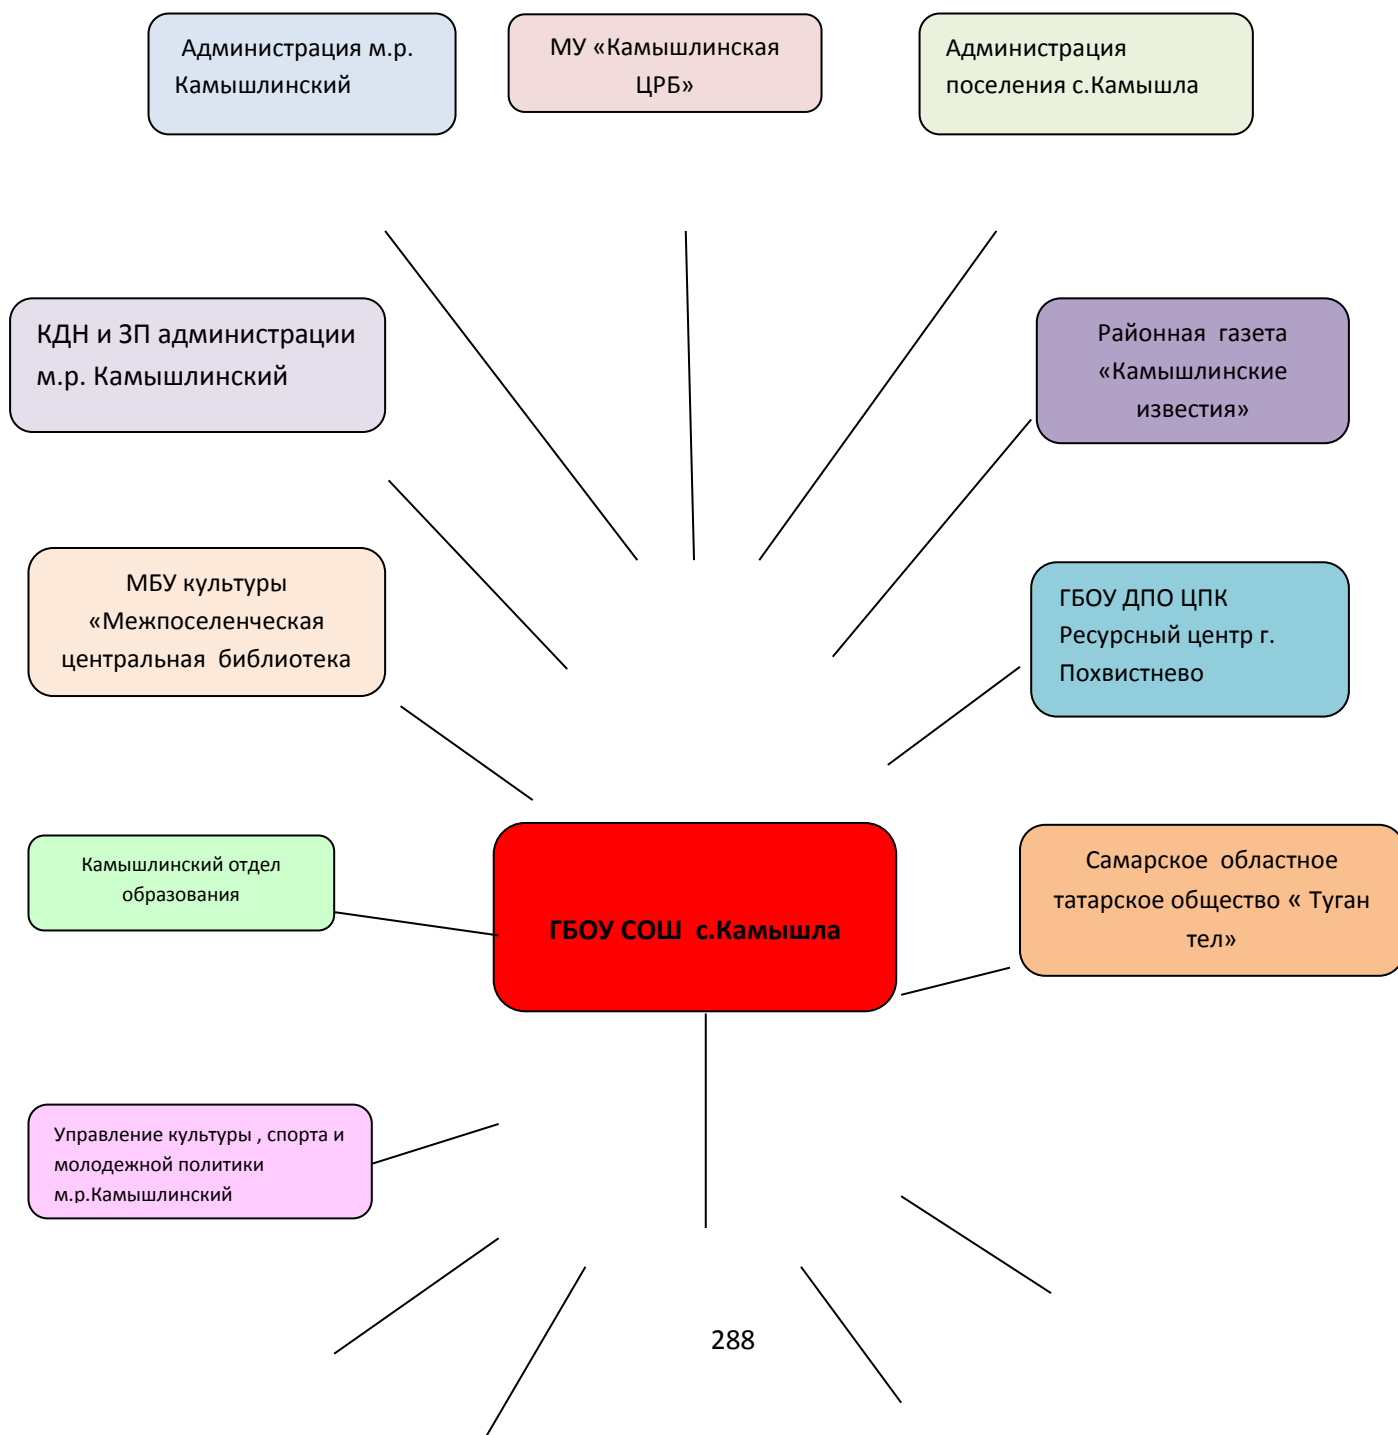 Администрация м.р.
Камышлинский
МУ «Камышлинская
ЦРБ»
Администрация
поселения с.Камышла
КДН и ЗП администрации
м.р. Камышлинский
Районная газета
«Камышлинские
известия»
МБУ культуры
«Межпоселенческая
центральная библиотека
ГБОУ ДПО ЦПК
Ресурсный центр г.
Похвистнево
Камышлинский отдел
образования
ГБОУ СОШ с.Камышла
Самарское областное
татарское общество « Туган
тел»
Управление культуры , спорта и
молодежной политики
м.р.Камышлинский
288